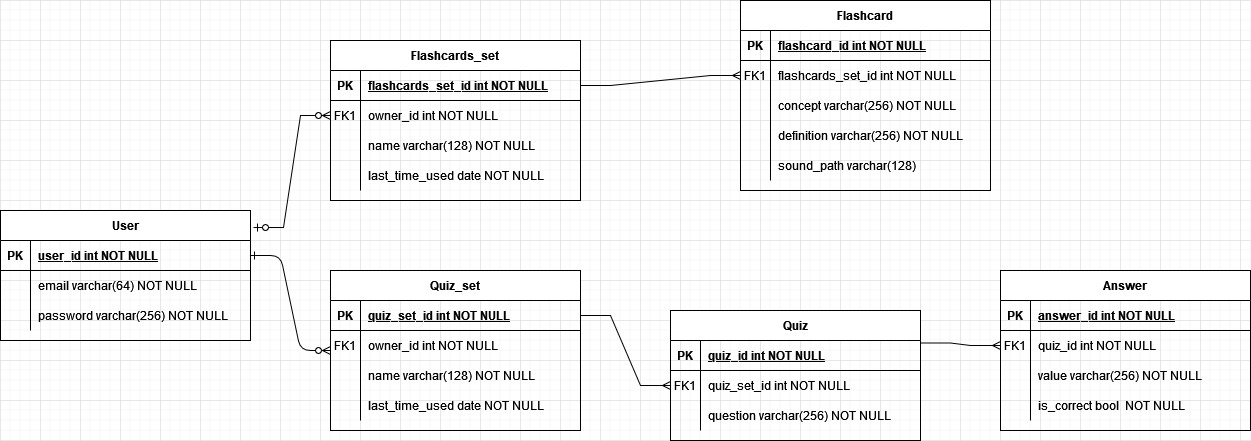 Flashcard
PK flashcard_id int NOT NULL
FK1 flashcards_set_id int NOT NULL
concept varchar(256) NOT NULL
definition varchar(256) NOT NULL
sound_path varchar(128)
Flashcards_set
PK flashcards_set_id int NOT NULL
FK1 owner_id int NOT NULL
name varchar(128) NOT NULL
last_time_used date NOT NULL
User
PK user_id int NOT NULL
email varchar(64) NOT NULL
password varchar(256) NOT NULL
Quiz_set
PK quiz_set_id int NOT NULL
FK1 owner_id int NOT NULL
name varchar(128) NOT NULL
last_time_used date NOT NULL
Quiz
PK quiz_id int NOT NULL
FK1 quiz_set_id int NOT NULL
question varchar(256) NOT NULL
Answer
PK answer_id int NOT NULL
FK1 quiz_id int NOT NULL
value varchar(256) NOT NULL
is_correct bool  NOT NULL